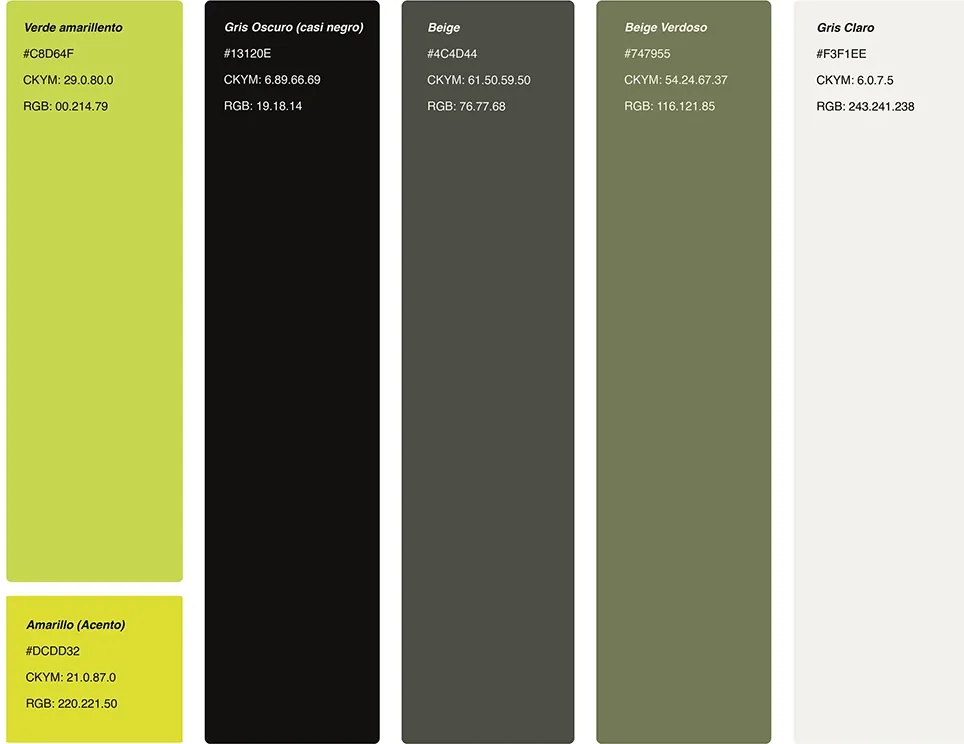 Verde amarillento
#C8D64F
CKYM: 29.0.80.0
RGB: 00.214.79
Amarillo (Acento)
#DCDD32
CKYM: 21.0.87.0
RGB: 220.221.50
Gris Oscuro (casi negro)
#13120E
CKYM: 6.89.66.69
RGB: 19.18.14
Beige
#4C4D44
CKYM: 61.50.59.50
RGB: 76.77.68
Beige Verdoso
#747955
CKYM: 54.24.67.37
RGB: 116.121.85
Gris Claro
#F3F1EE
CKYM: 6.0.7.5
RGB: 243.241.238